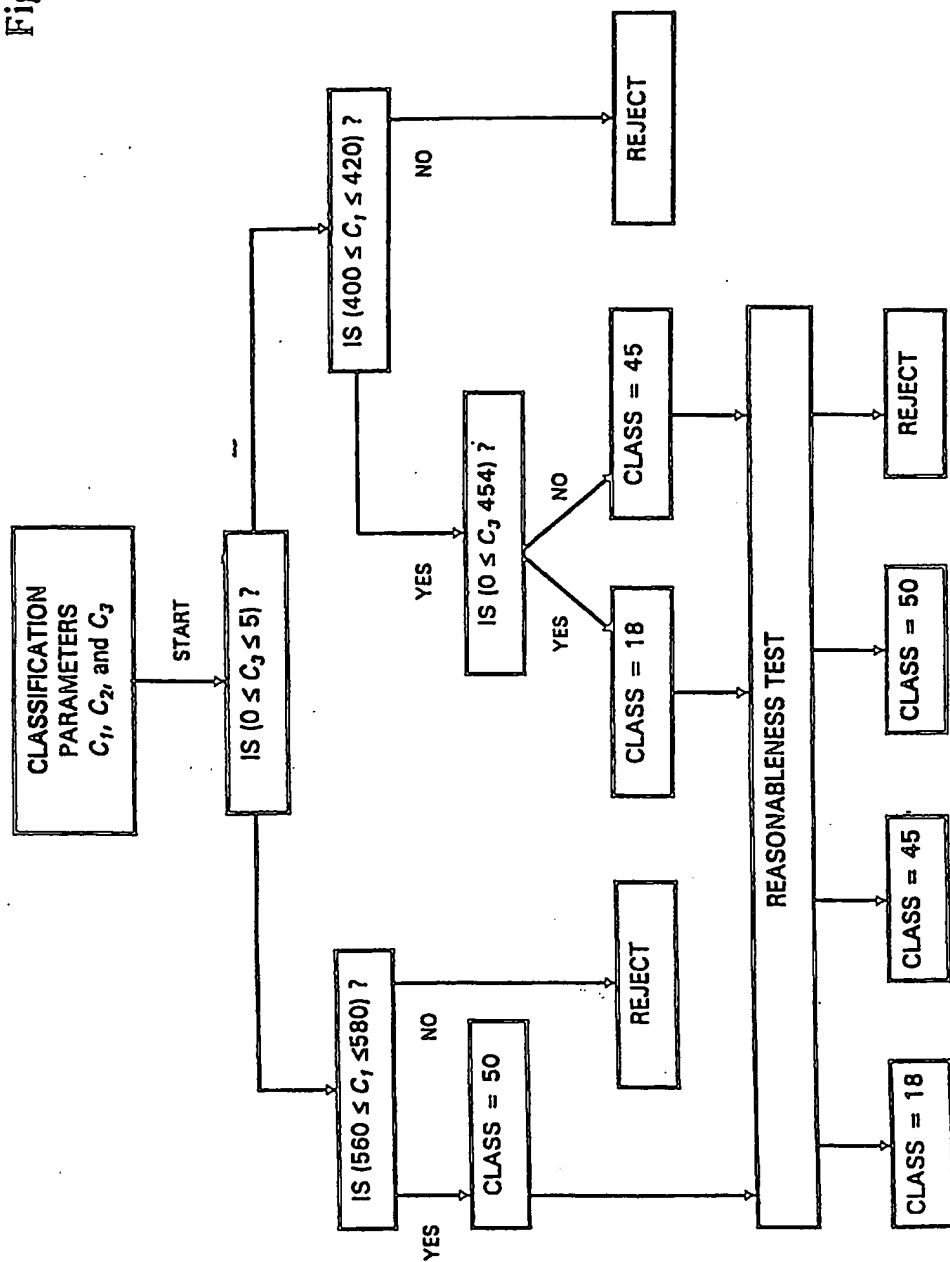 Fig
CLASSIFICATION
PARAMETERS
C₁, C₂, and C₃
START
IS (0 ≤ C₃ ≤ 5) ?
IS (560 ≤ C₁ ≤580) ?
IS (400 ≤ C₁ ≤ 420) ?
YES
NO
YES
NO
CLASS = 50
IS (0 ≤ C₃ 454) ?
YES
NO
REJECT
CLASS = 18
CLASS = 45
REJECT
REASONABLENESS TEST
CLASS = 18
CLASS = 45
CLASS = 50
REJECT